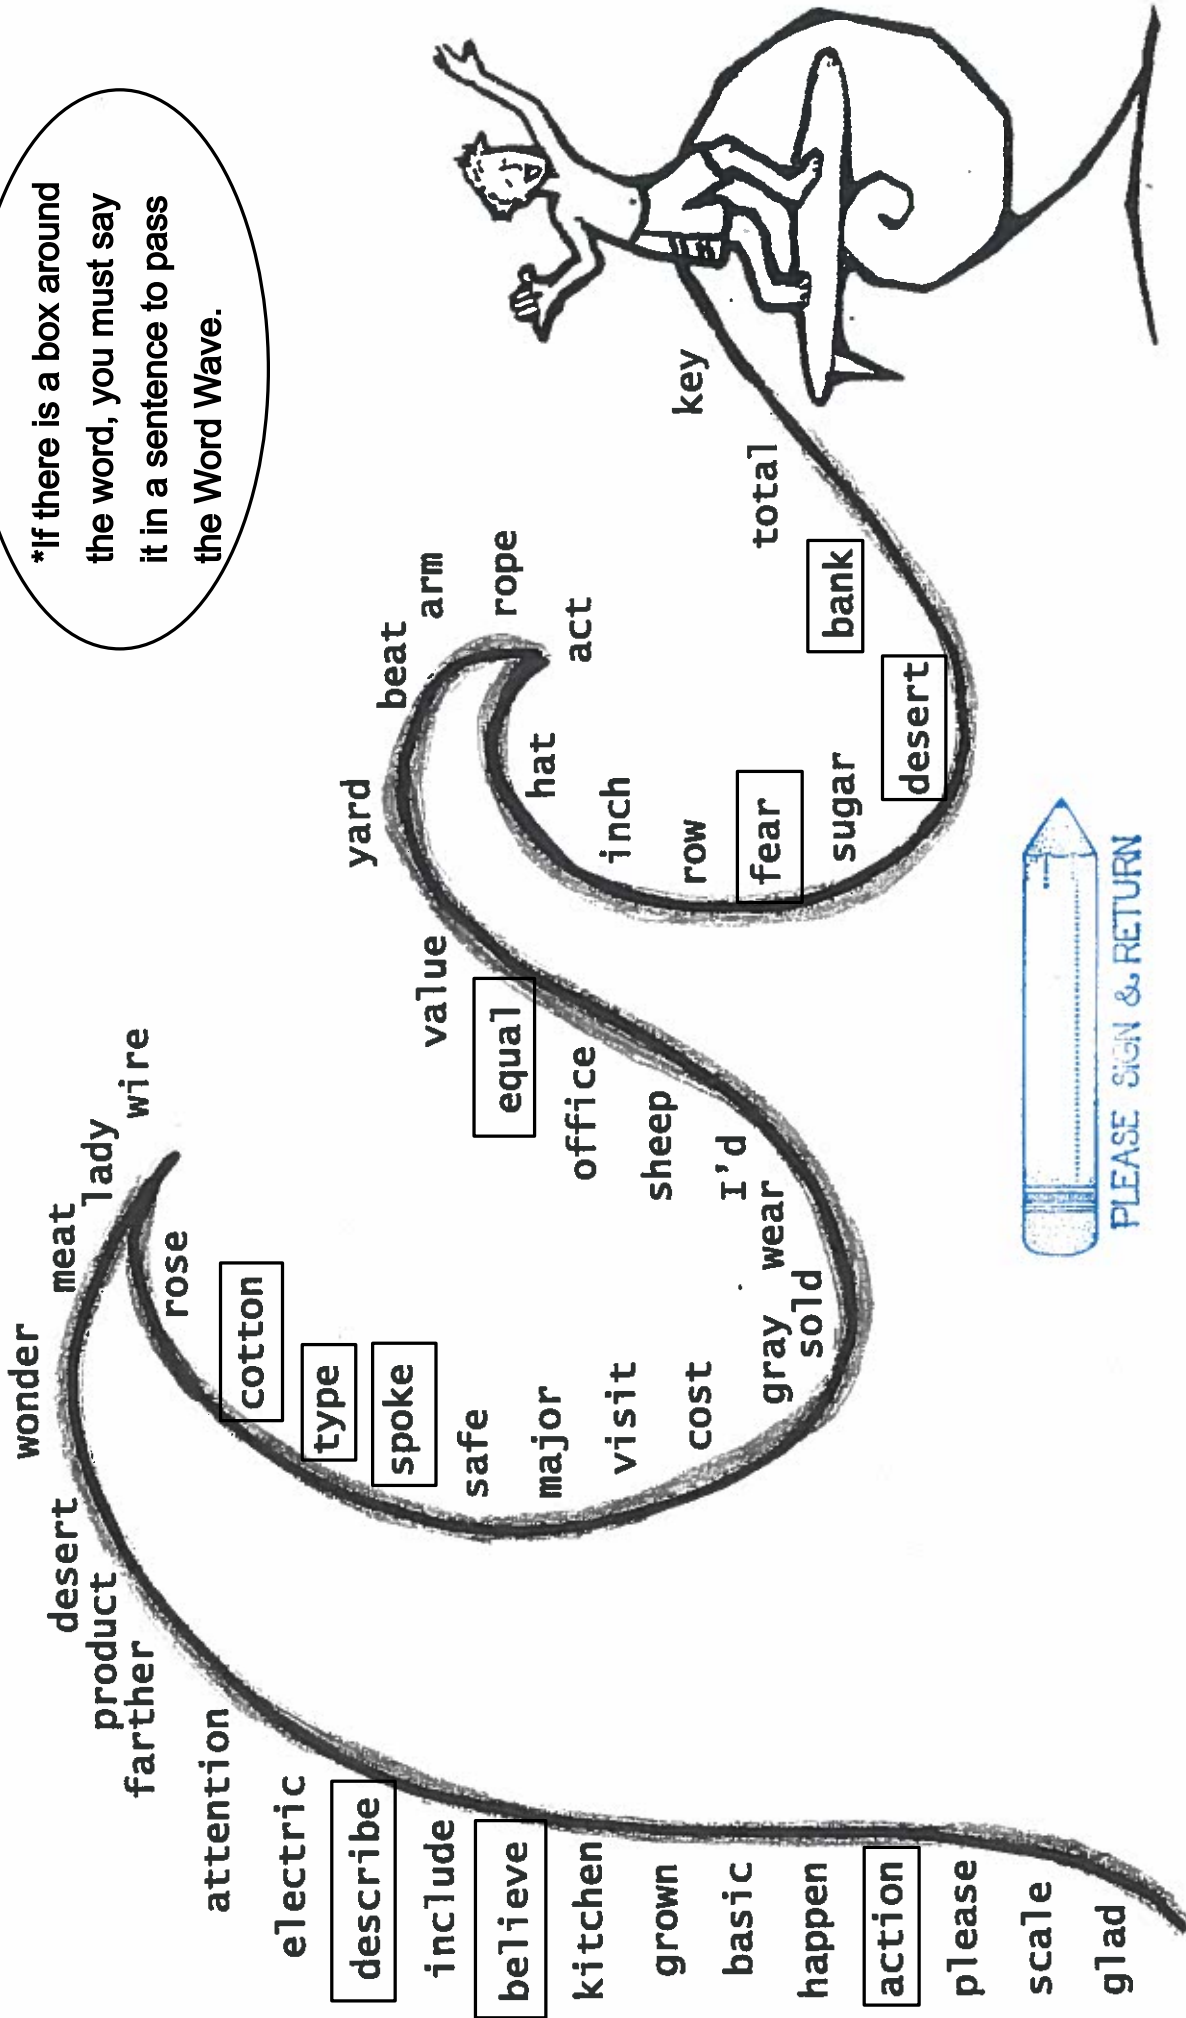 *If there is a box around
the word, you must say
it in a sentence to pass
the Word Wave.
glad
scale
please
action
happen
basic
grown
kitchen
believe
include
describe
electric
attention
farther
product
desert
wonder
meat
lady
wire
rose
cotton
type
spoke
safe
major
visit
cost
gray
sold
wear
I'd
sheep
office
equal
value
yard
beat
arm
rope
act
hat
inch
row
fear
sugar
desert
bank
total
key
PLEASE SIGN & RETURN